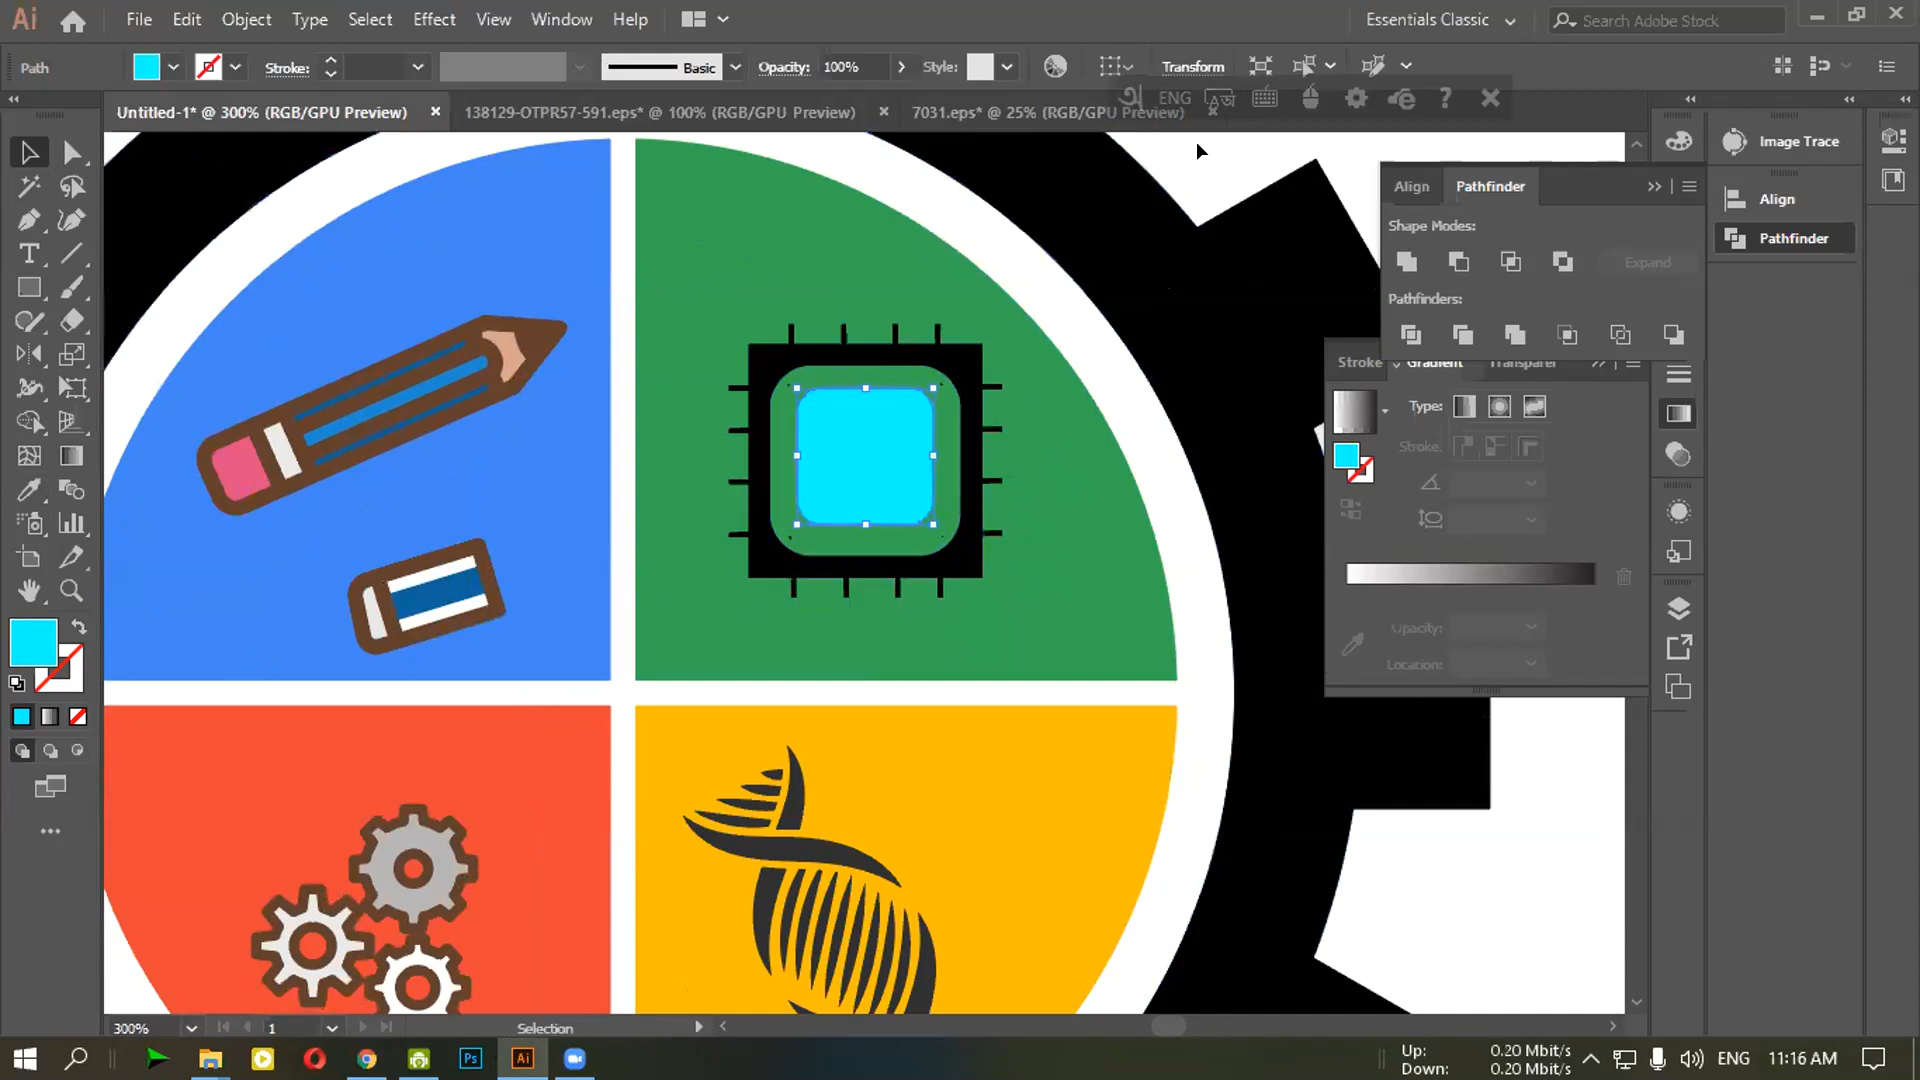 Ai File Edit Object Type Select Effect View Window Help Essentials Classic Search Adobe Stock
Path Stroke: Basic Opacity: 100% Style: Transform
Untitled-1* @ 300% (RGB/GPU Preview) 138129-OTPR57-591.eps* @ 100% (RGB/GPU Preview) 7031.eps* @ 25% (RGB/GPU Preview)
ENG
Image Trace
Align Pathfinder
Align
Shape Modes:
Pathfinder
Expand
Pathfinders:
Stroke Gradient Transparer
Type:
Stroke:
Opacity:
Location:
300% 1 Selection
Ps Ai
Up: 0.20 Mbit/s
Down: 0.20 Mbit/s
ENG 11:16 AM